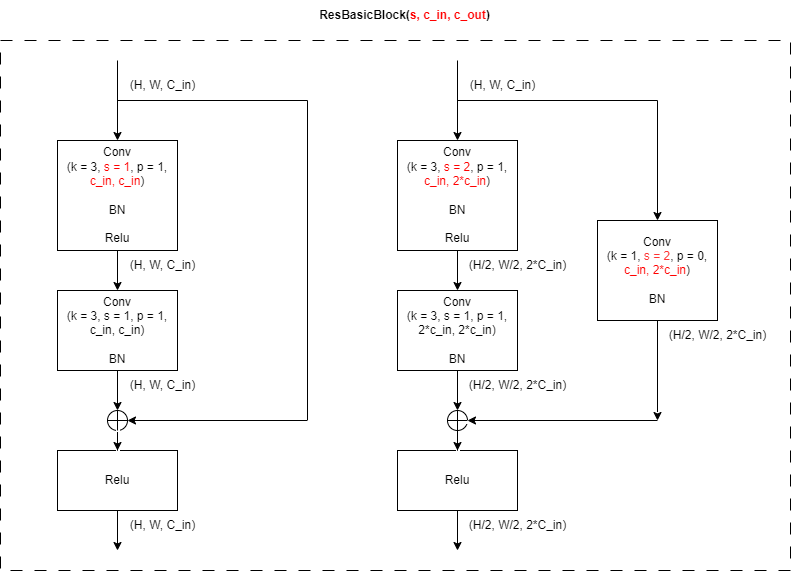 ResBasicBlock(s, c_in, c_out)
(H, W, C_in)
Conv
(k = 3, s = 1, p = 1,
c_in, c_in)
BN
Relu
(H, W, C_in)
Conv
(k = 3, s = 1, p = 1,
c_in, c_in)
BN
(H, W, C_in)
Relu
(H, W, C_in)
(H, W, C_in)
Conv
(k = 3, s = 2, p = 1,
c_in, 2*c_in)
BN
Relu
(H/2, W/2, 2*C_in)
Conv
(k = 3, s = 1, p = 1,
2*c_in, 2*c_in)
BN
(H/2, W/2, 2*C_in)
Relu
(H/2, W/2, 2*C_in)
Conv
(k = 1, s = 2, p = 0,
c_in, 2*c_in)
BN
(H/2, W/2, 2*C_in)